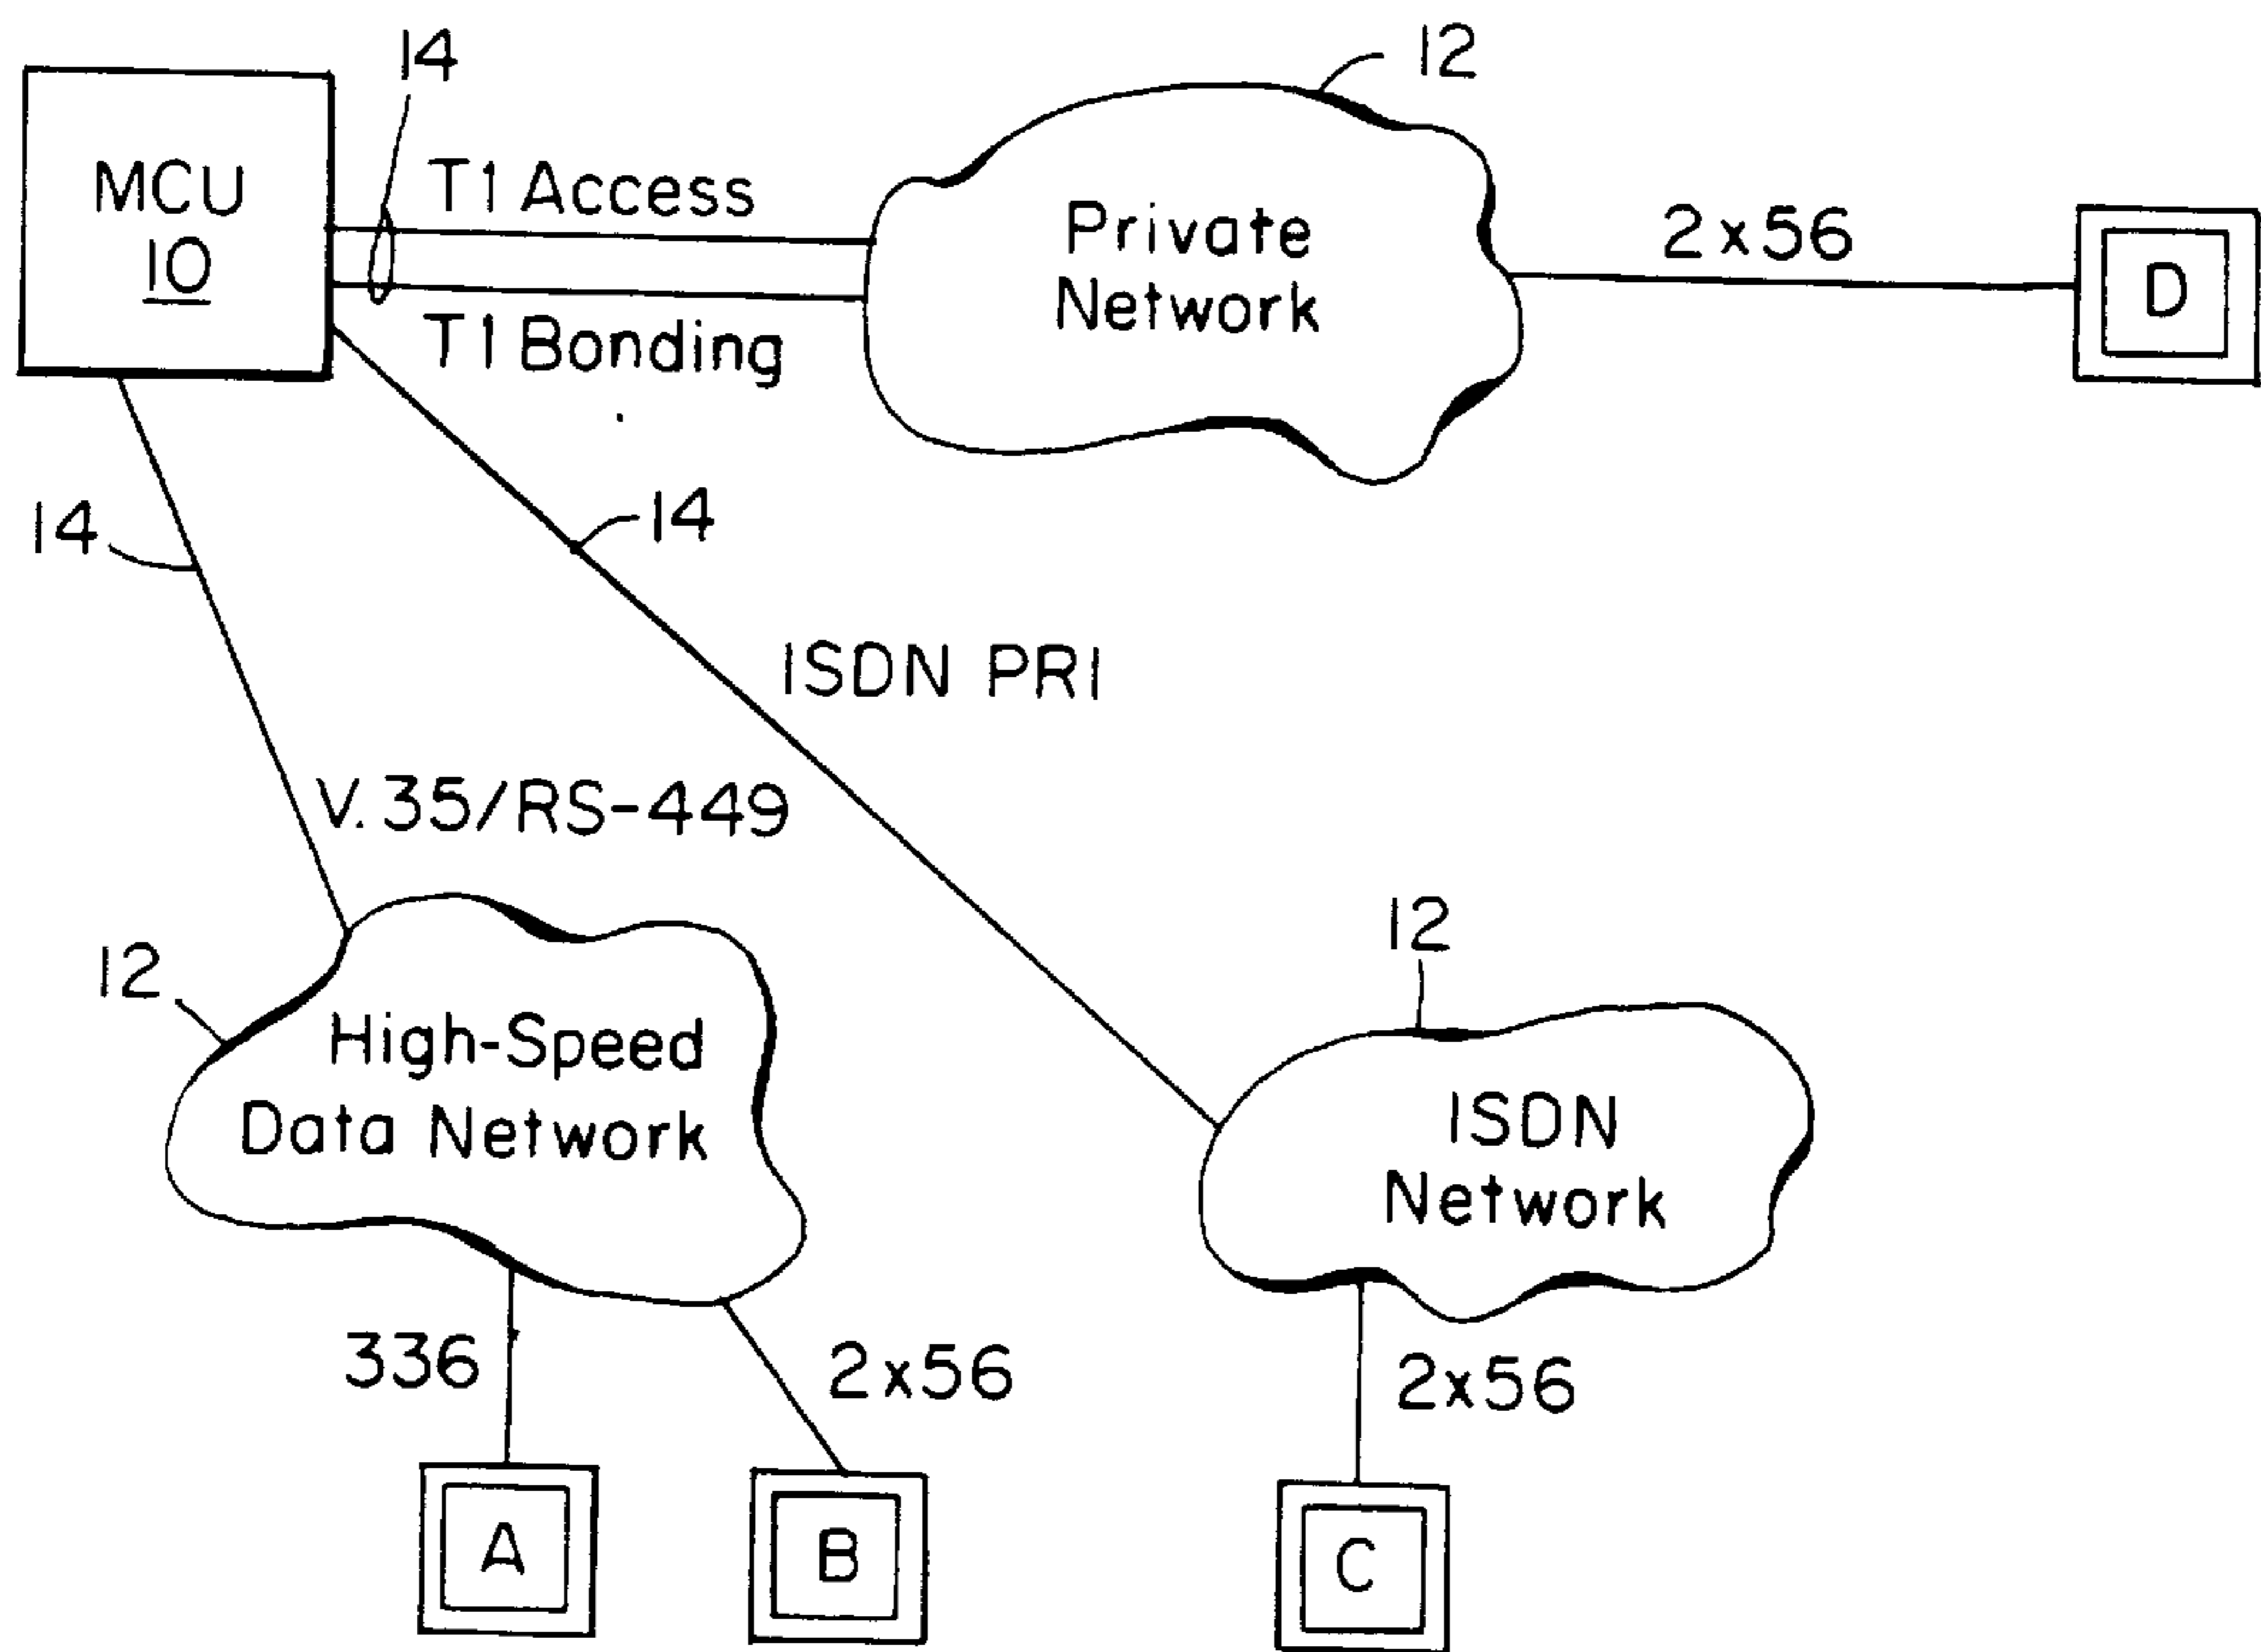 14
12
MCU
10
T1 Access
Private
Network
2x56
D
T1 Bonding
14
14
ISDN PRI
V.35/RS-449
12
12
High-Speed
Data Network
ISDN
Network
336
2x56
2x56
A
B
C